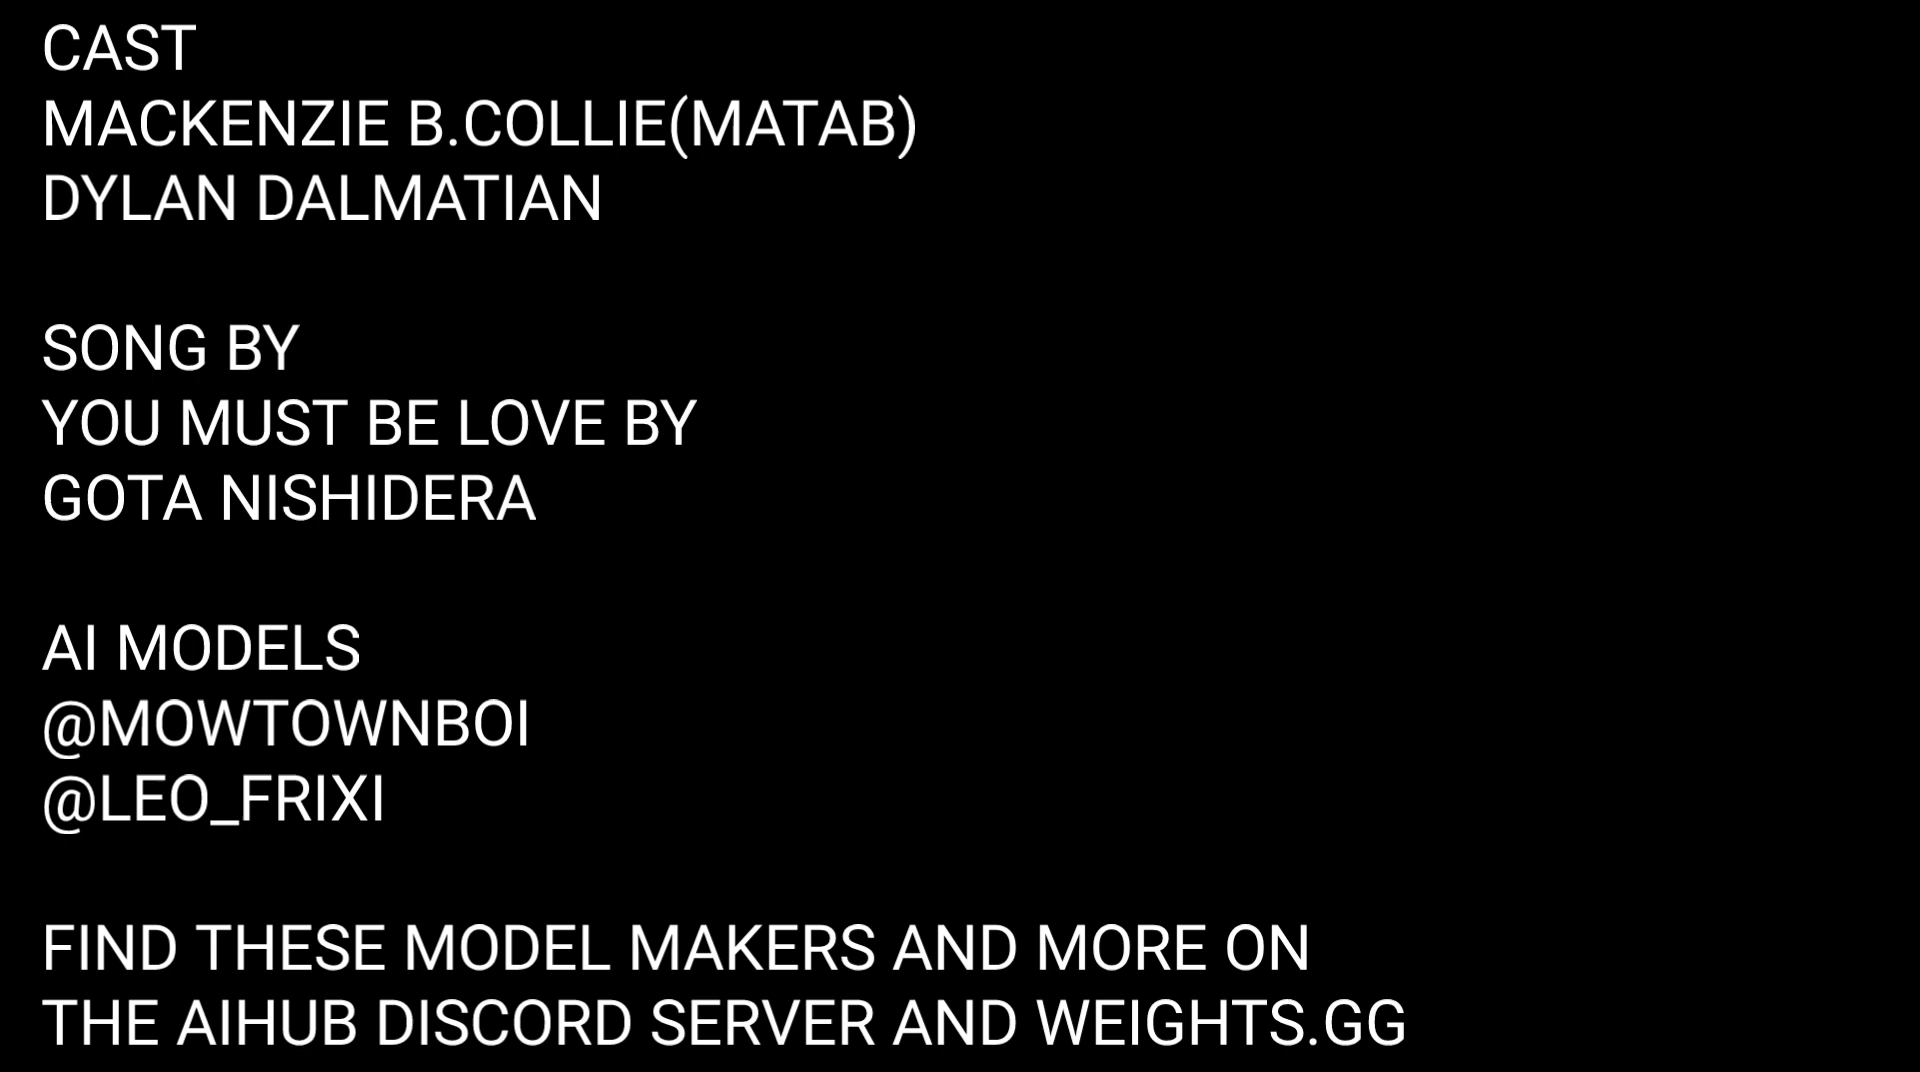 CAST
MACKENZIE B.COLLIE(MATAB)
DYLAN DALMATIAN
SONG BY
YOU MUST BE LOVE BY
GOTA NISHIDERA
AI MODELS
@MOWTOWNBOI
@LEO_FRIXI
FIND THESE MODEL MAKERS AND MORE ON
THE AIHUB DISCORD SERVER AND WEIGHTS.GG